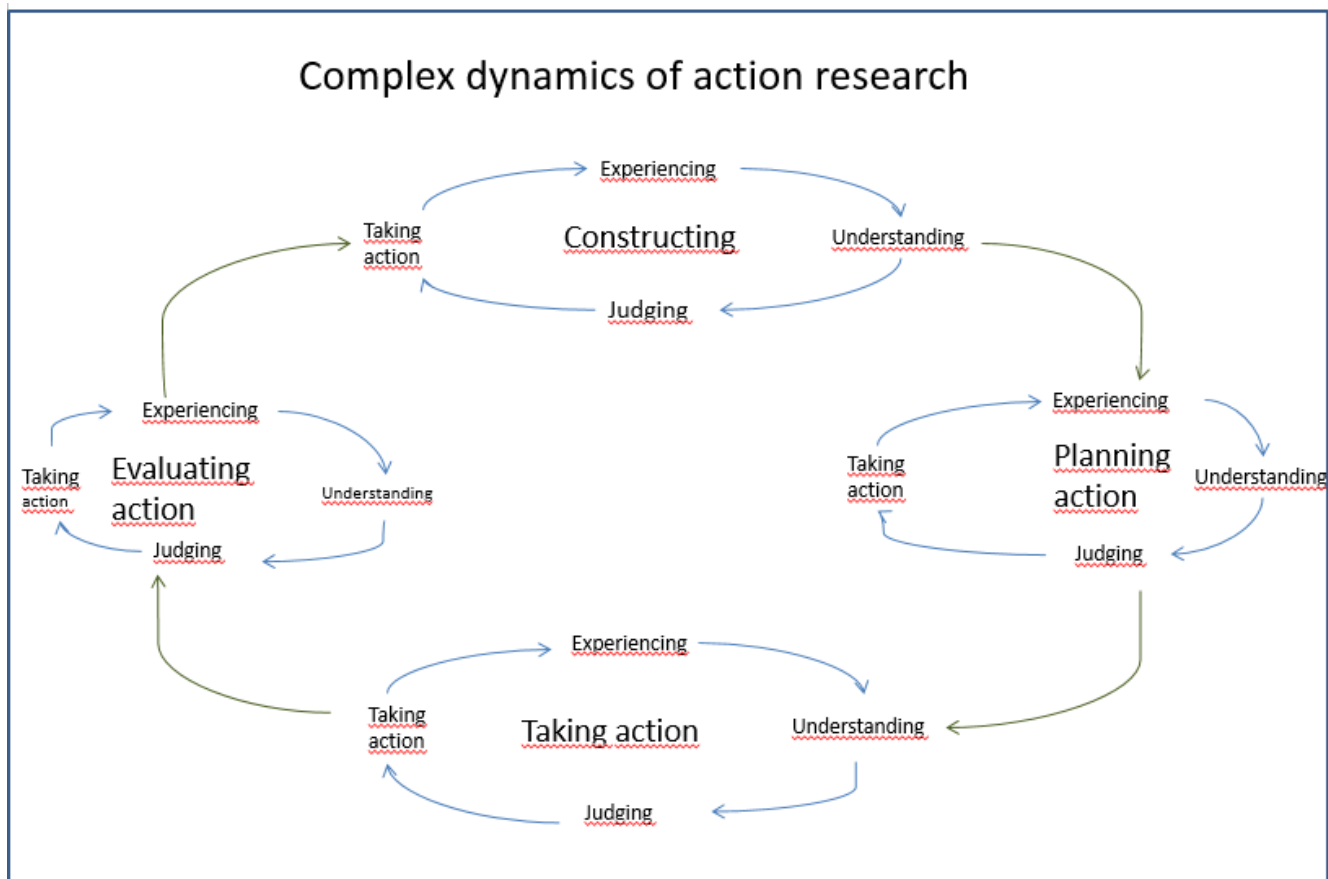 Complex dynamics of action research
Experiencing
Taking
action
Constructing
Understanding
Judging
Experiencing
Taking
action
Evaluating
action
Understanding
Judging
Experiencing
Taking
action
Planning
action
Understanding
Judging
Experiencing
Taking
action
Taking action
Understanding
Judging